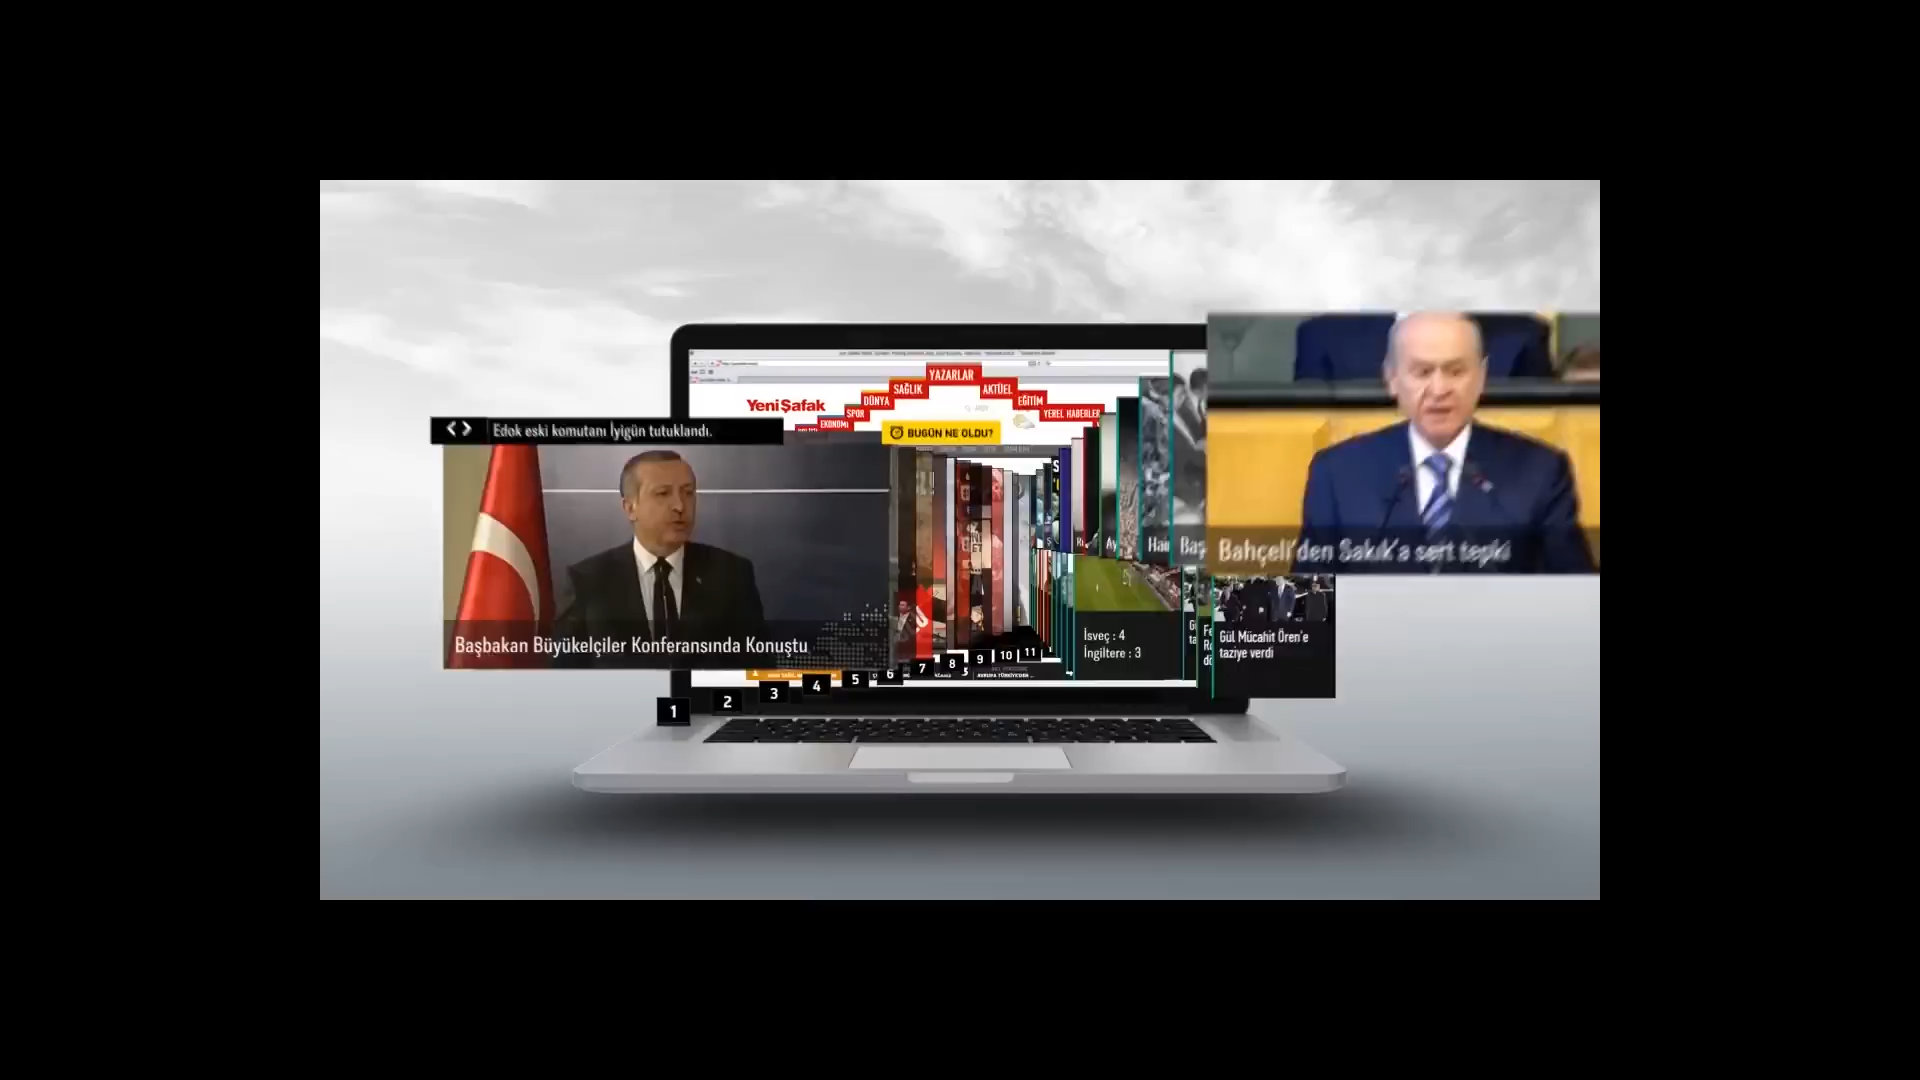 YAZARLAR
SAĞLIK
AKTÜEL
DÜNYA
EĞİTİM
Yeni Şafak
SPOR
YEREL HABERLER
EKONOMİ
Edok eski komutanı İyigün tutuklandı.
BUGÜN NE OLDU?
Bahçeli'den Sakık'a sert tepki
İsveç : 4
İngiltere : 3
Gül Mücahit Ören'e
taziye verdi
Başbakan Büyükelçiler Konferansında Konuştu
1
2
3
4
5
6
7
8
9
10
11